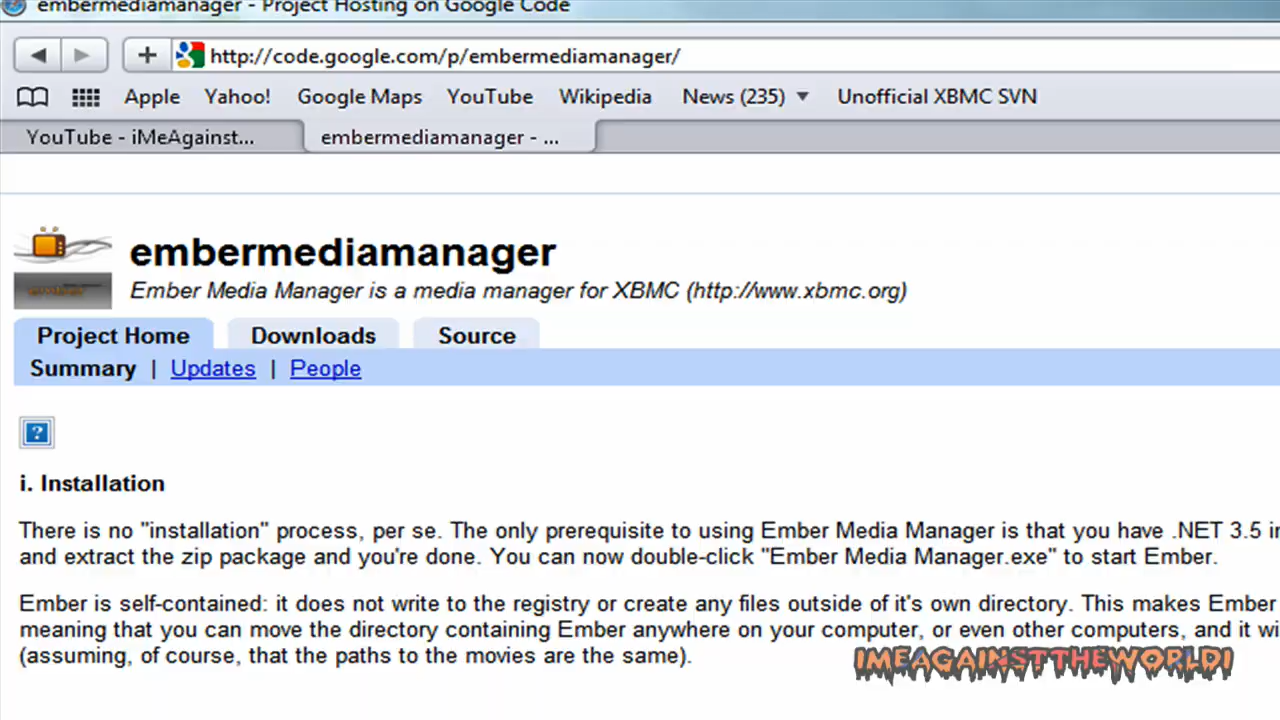 embermediamanager - Project Hosting on Google Code
http://code.google.com/p/embermediamanager/
Apple Yahoo! Google Maps YouTube Wikipedia News (235) Unofficial XBMC SVN
YouTube - iMeAgainst... embermediamanager - ...
embermediamanager
Ember Media Manager is a media manager for XBMC (http://www.xbmc.org)
Project Home Downloads Source
Summary | Updates | People
i. Installation
There is no "installation" process, per se. The only prerequisite to using Ember Media Manager is that you have .NET 3.5
and extract the zip package and you're done. You can now double-click "Ember Media Manager.exe" to start Ember.
Ember is self-contained: it does not write to the registry or create any files outside of it's own directory. This makes Ember
meaning that you can move the directory containing Ember anywhere on your computer, or even other computers, and it
(assuming, of course, that the paths to the movies are the same).
IMEAGAINSTTHEWORLD1